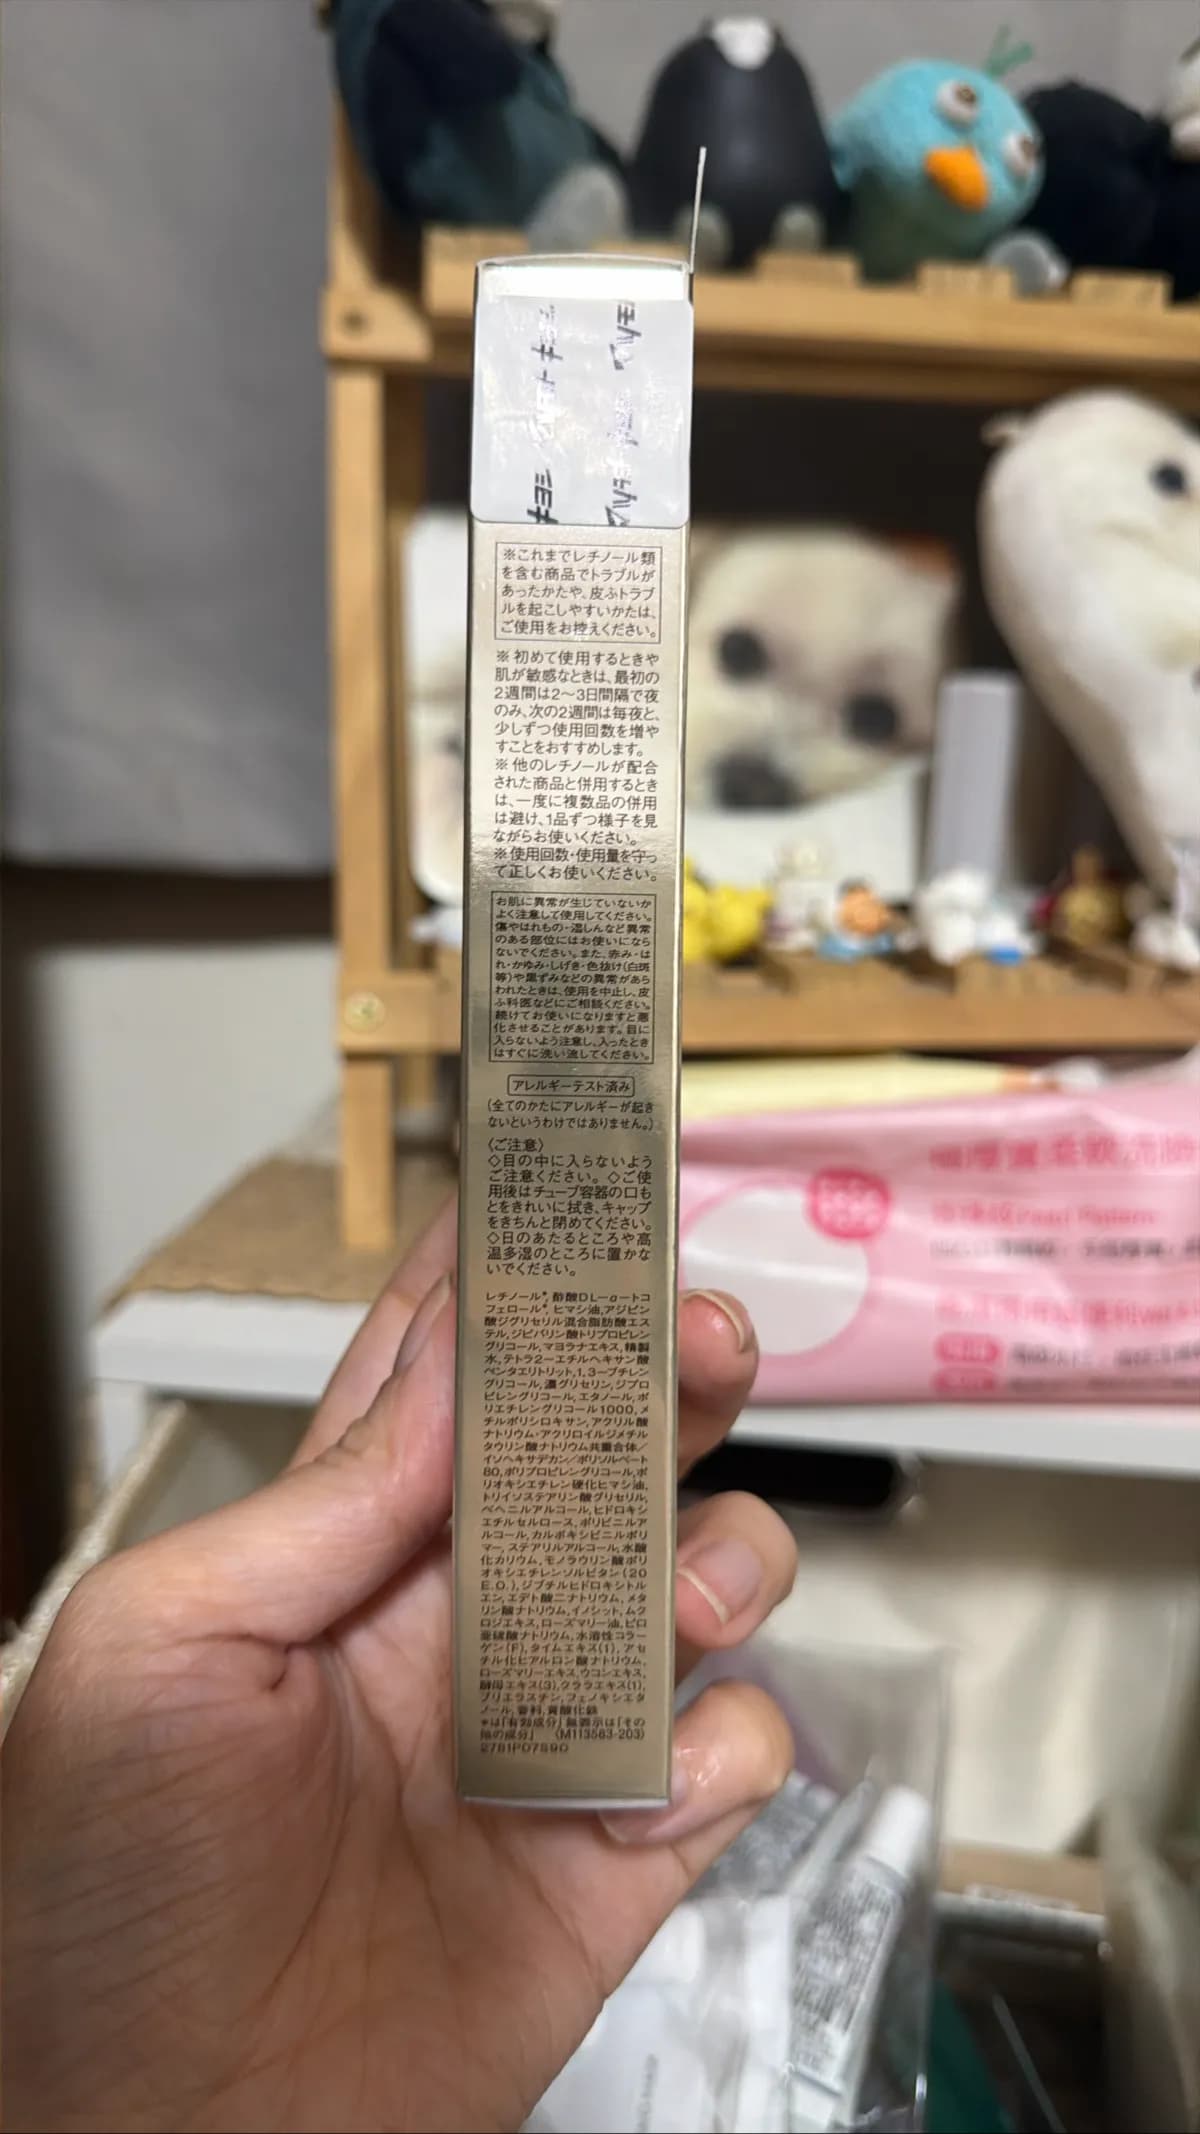 ※これまでレチノール類
を含む商品でトラブルが
あったかたや、皮ふトラブ
ルを起こしやすいかたは、
ご使用をお控えください。
※初めて使用するときや
肌が敏感なときは、最初の
2週間は2〜3日間隔で夜
のみ、次の2週間は毎夜と、
少しずつ使用回数を増や
すことをおすすめします。
※他のレチノールが配合
された商品と併用するとき
は、一度に複数品の併用
は避け、1品ずつ様子を見
ながらお使いください。
※使用回数・使用量を守っ
て正しくお使いください。
お肌に異常が生じていないか
よく注意して使用してください。
傷やはれもの・湿しんなど異常
のある部位にはお使いになら
ないでください。また、赤み・は
れ・かゆみ・しげき・色抜け(白斑
等)や黒ずみなどの異常があら
われたときは、使用を中止し、皮
ふ科医などにご相談ください。
続けてお使いになりますと悪
化させることがあります。目に
入らないよう注意し、入ったとき
はすぐに洗い流してください。
アレルギーテスト済み
(全てのかたにアレルギーが起き
ないというわけではありません。)
〈ご注意〉
◇目の中に入らないよう
ご注意ください。◇ご使
用後はチューブ容器の口も
とをきれいに拭き、キャップ
をきちんと閉めてください。
◇日のあたるところや高
温多湿のところに置かな
いでください。
レチノール*,酢酸DL-α-トコ
フェロール*,ヒマシ油,アジピン
酸ジグリセリル混合脂肪酸エス
テル,ジピバリン酸トリプロピレン
グリコール,マヨラナエキス,精製
水,テトラ2-エチルヘキサン酸
ペンタエリトリット,1,3-ブチレン
グリコール,濃グリセリン,ジプロ
ピレングリコール,エタノール,ポ
リエチレングリコール1000,メ
チルポリシロキサン,アクリル酸
ナトリウム・アクリロイルジメチル
タウリン酸ナトリウム共重合体/
イソヘキサデカン/ポリソルベート
80,ポリプロピレングリコール,ポ
リオキシエチレン硬化ヒマシ油,
トリイソステアリン酸グリセリル,
ベヘニルアルコール,ヒドロキシ
エチルセルロース,ポリビニルア
ルコール,カルボキシビニルポリ
マー,ステアリルアルコール,水酸
化カリウム,モノラウリン酸ポリ
オキシエチレンソルビタン(20
E.O.),ジブチルヒドロキシトル
エン,エデト酸二ナトリウム,メタ
リン酸ナトリウム,イノシット,ムク
ロジエキス,ローズマリー油,ピロ
亜硫酸ナトリウム,水溶性コラー
ゲン(F),タイムエキス(1),アセ
チル化ヒアルロン酸ナトリウム,
ローズマリーエキス,ウコンエキス,
酵母エキス(3),クララエキス(1),
プリエラスチン,フェノキシエタ
ノール,香料,黄酸化鉄
*は「有効成分」無表示は「その
他の成分」 (M113563-203)